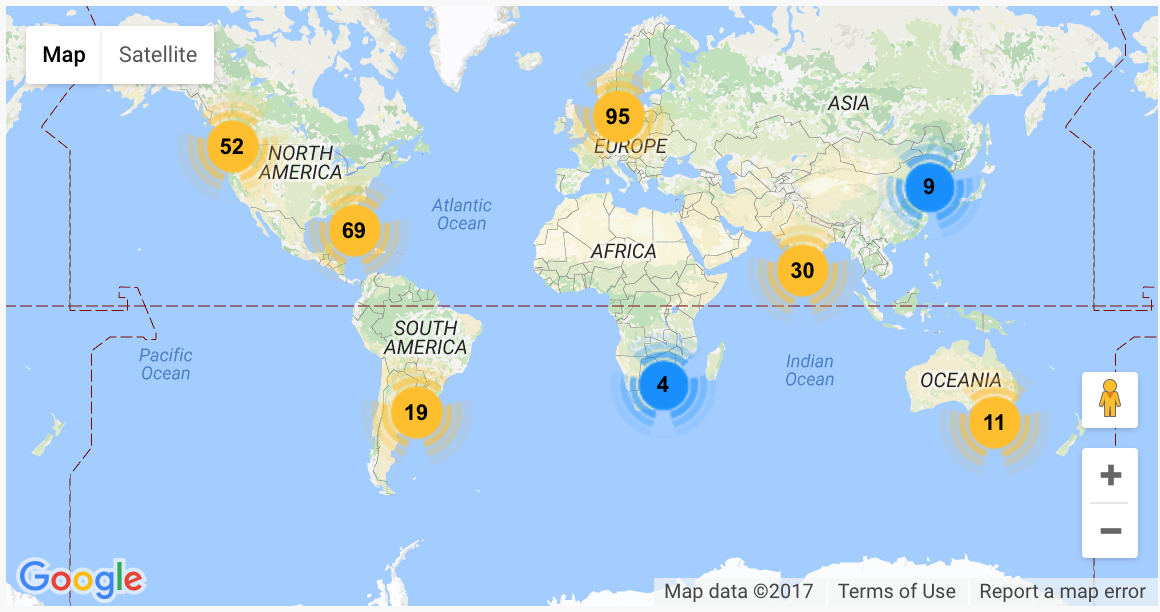 Map
Satellite
95
ASIA
52
NORTH
AMERICA
EUROPE
9
Atlantic
Ocean
69
AFRICA
30
SOUTH
AMERICA
Pacific
Ocean
Indian
Ocean
4
OCEANIA
19
11
+
−
Google
Map data ©2017
Terms of Use
Report a map error